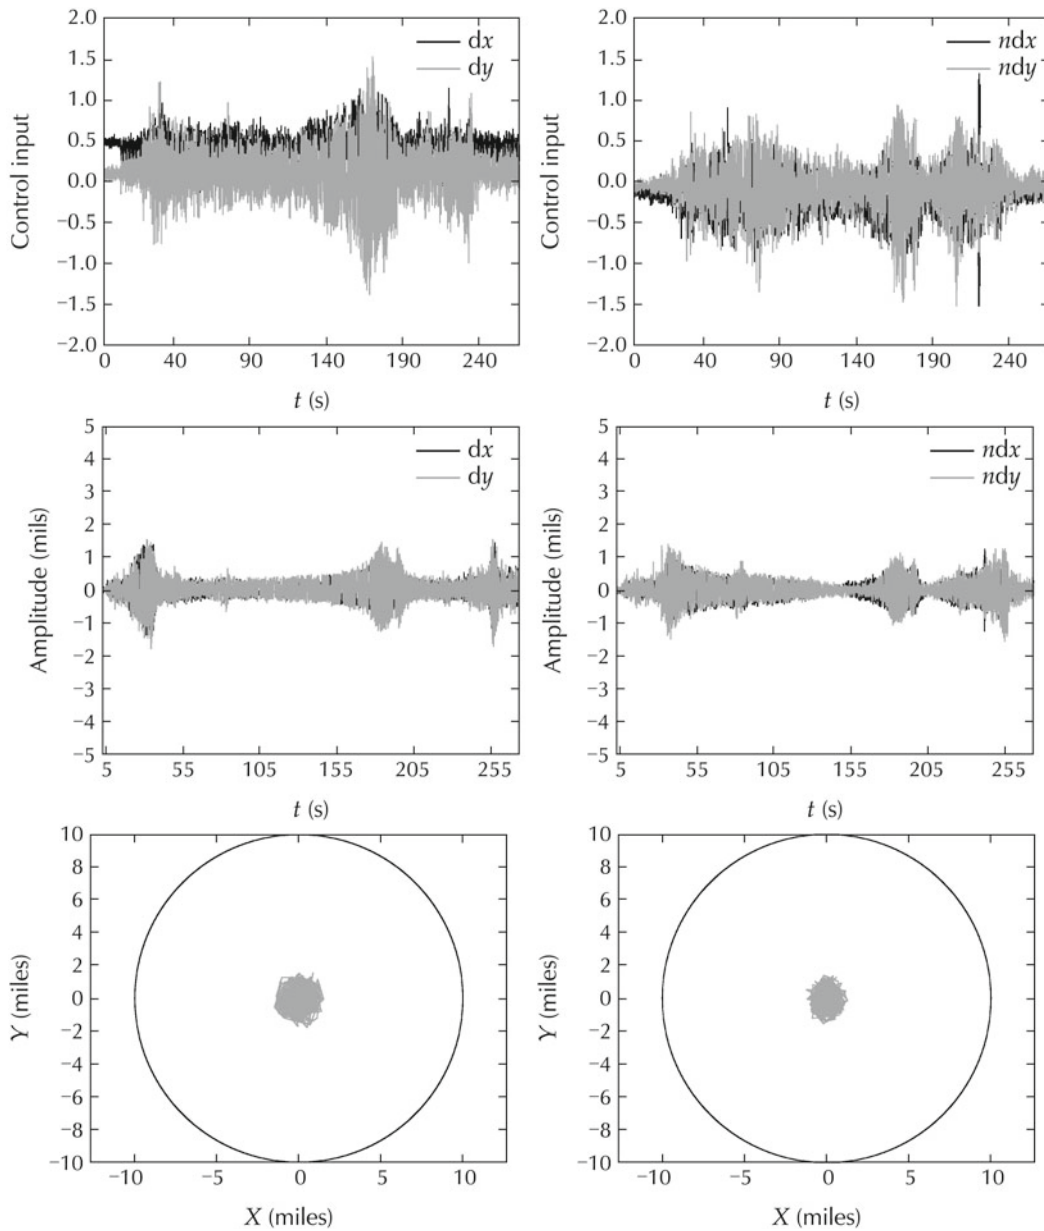 2.0
1.5
1.0
0.5
0.0
−0.5
−1.0
−1.5
−2.0
Control input
dx
dy
0 40 90 140 190 240
t (s)
2.0
1.5
1.0
0.5
0.0
−0.5
−1.0
−1.5
−2.0
Control input
ndx
ndy
0 40 90 140 190 240
t (s)
5
4
3
2
1
0
−1
−2
−3
−4
−5
Amplitude (mils)
dx
dy
5 55 105 155 205 255
t (s)
5
4
3
2
1
0
−1
−2
−3
−4
−5
Amplitude (mils)
ndx
ndy
5 55 105 155 205 255
t (s)
10
8
6
4
2
0
−2
−4
−6
−8
−10
Y (miles)
−10 −5 0 5 10
X (miles)
10
8
6
4
2
0
−2
−4
−6
−8
−10
Y (miles)
−10 −5 0 5 10
X (miles)